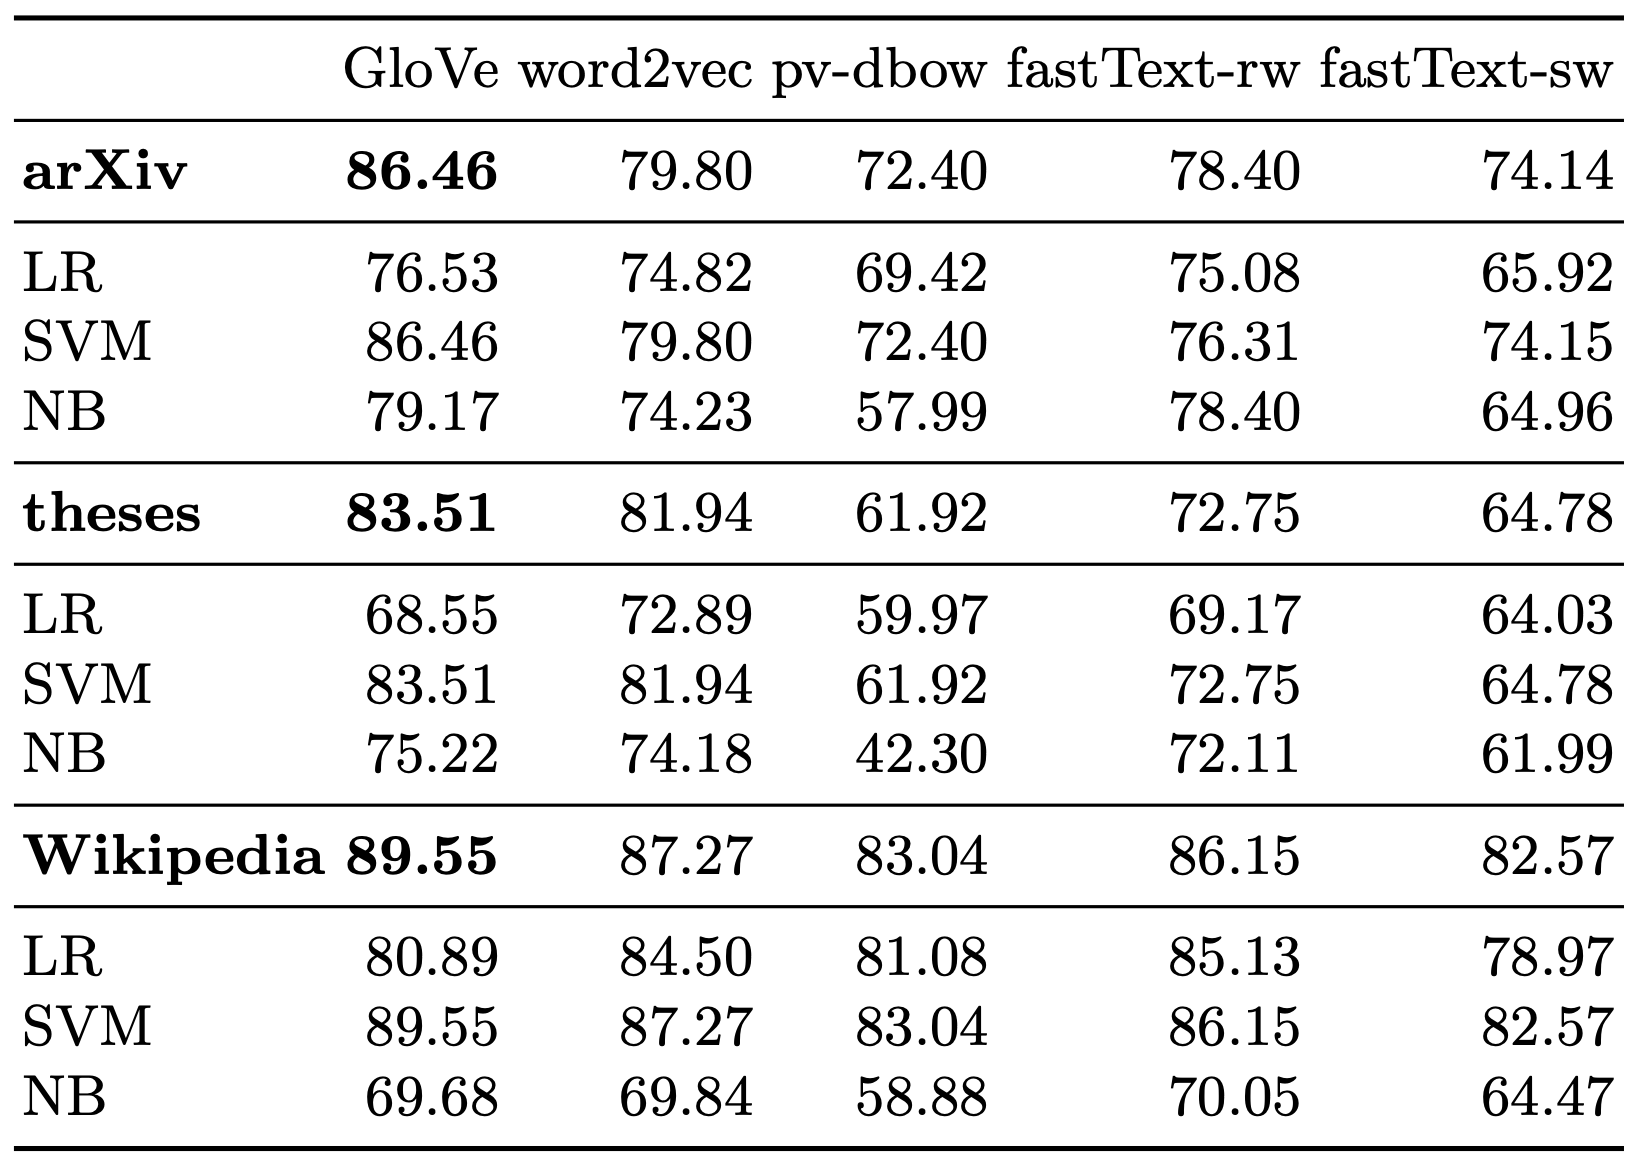 GloVe word2vec pv-dbow fastText-rw fastText-sw
arXiv 86.46 79.80 72.40 78.40 74.14
LR 76.53 74.82 69.42 75.08 65.92
SVM 86.46 79.80 72.40 76.31 74.15
NB 79.17 74.23 57.99 78.40 64.96
theses 83.51 81.94 61.92 72.75 64.78
LR 68.55 72.89 59.97 69.17 64.03
SVM 83.51 81.94 61.92 72.75 64.78
NB 75.22 74.18 42.30 72.11 61.99
Wikipedia 89.55 87.27 83.04 86.15 82.57
LR 80.89 84.50 81.08 85.13 78.97
SVM 89.55 87.27 83.04 86.15 82.57
NB 69.68 69.84 58.88 70.05 64.47